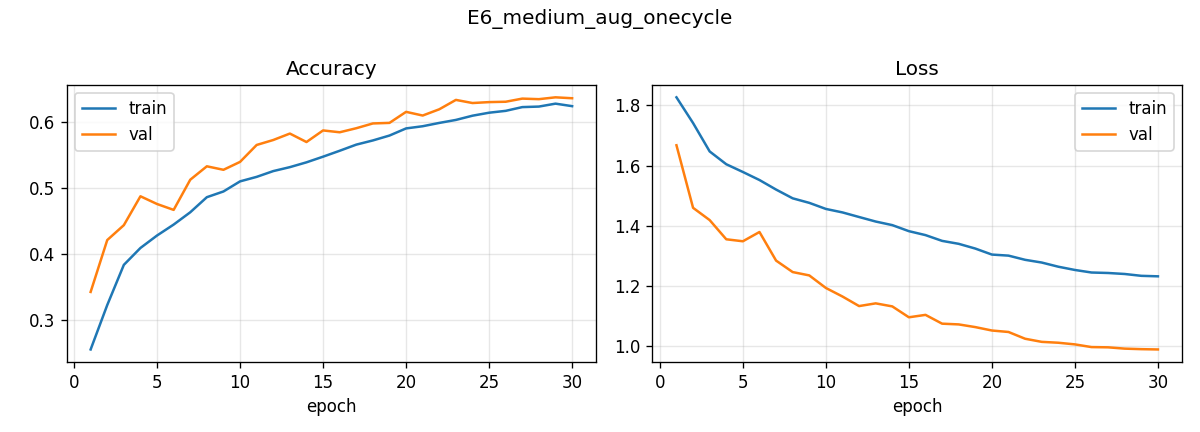 E6_medium_aug_onecycle
Accuracy
train
val
0.6
0.5
0.4
0.3
0 5 10 15 20 25 30
epoch
Loss
train
val
1.8
1.6
1.4
1.2
1.0
0 5 10 15 20 25 30
epoch